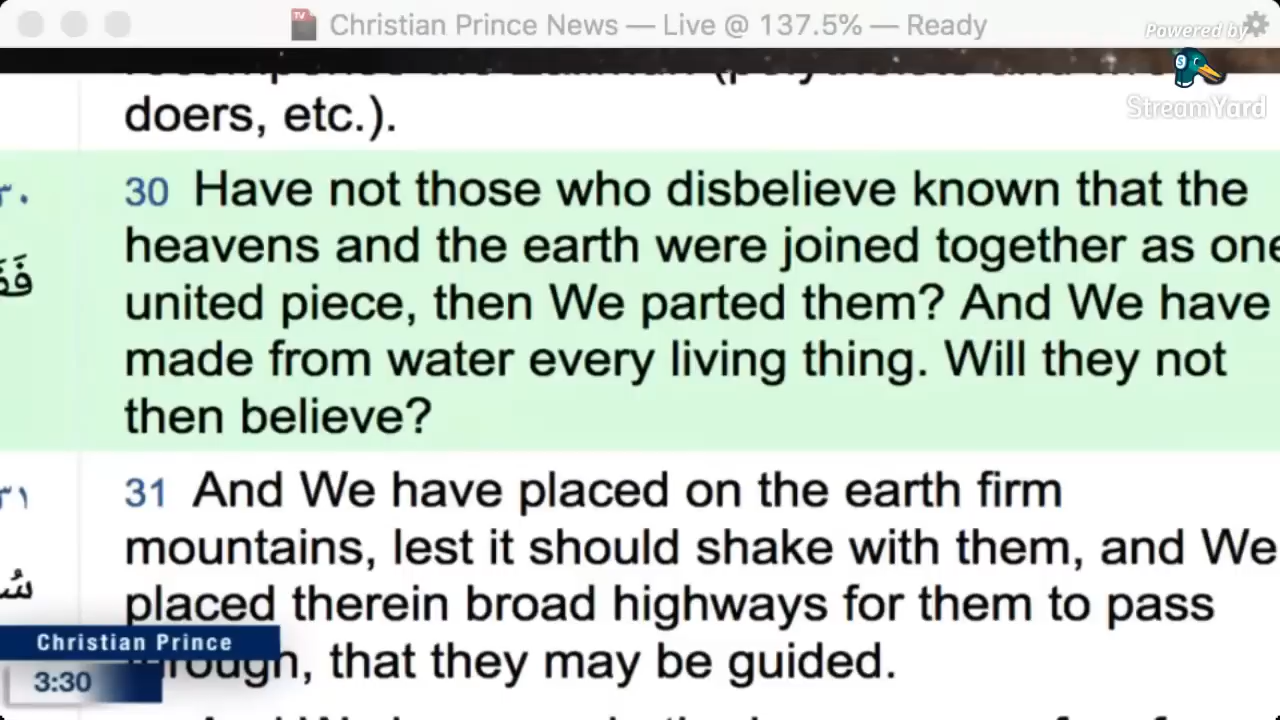 Christian Prince News — Live @ 137.5% — Ready
Powered by
StreamYard
doers, etc.).
٣٠
30 Have not those who disbelieve known that the
heavens and the earth were joined together as one
united piece, then We parted them? And We have
made from water every living thing. Will they not
then believe?
٣١
31 And We have placed on the earth firm
mountains, lest it should shake with them, and We
placed therein broad highways for them to pass
through, that they may be guided.
Christian Prince
3:30